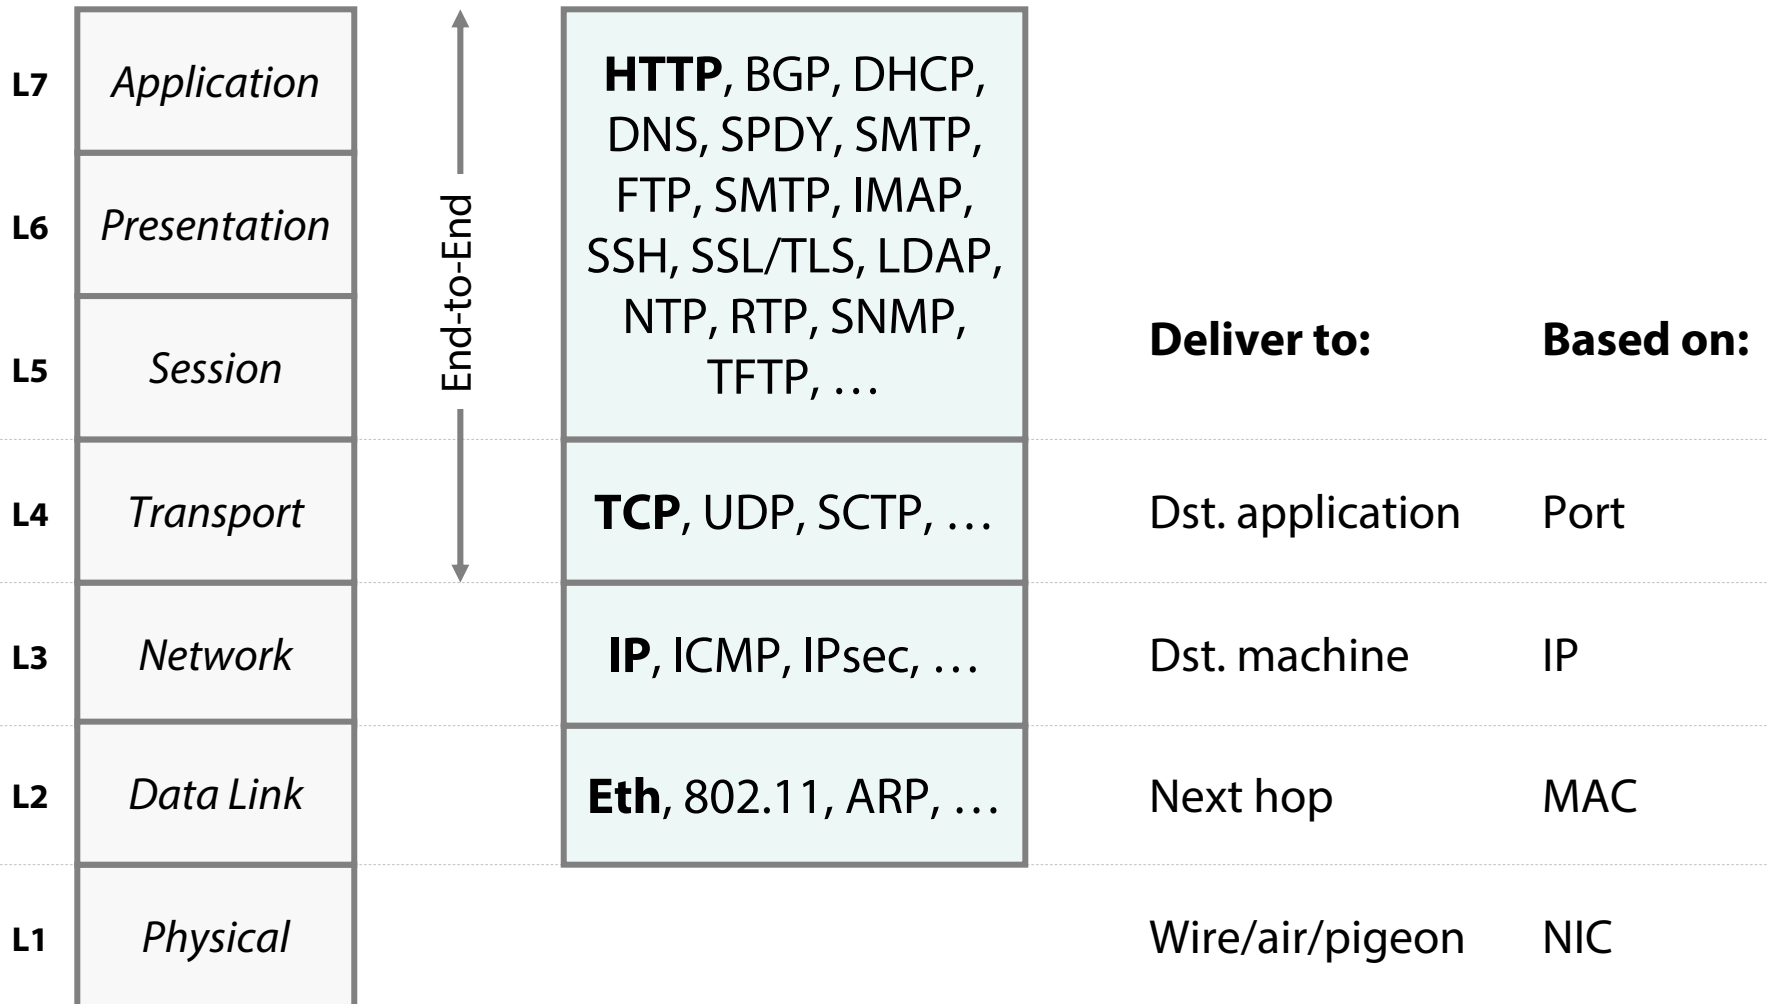 L7 Application
HTTP, BGP, DHCP,
DNS, SPDY, SMTP,
FTP, SMTP, IMAP,
SSH, SSL/TLS, LDAP,
NTP, RTP, SNMP,
TFTP, …
L6 Presentation
L5 Session
End-to-End
Deliver to: Based on:
L4 Transport TCP, UDP, SCTP, … Dst. application Port
L3 Network IP, ICMP, IPsec, … Dst. machine IP
L2 Data Link Eth, 802.11, ARP, … Next hop MAC
L1 Physical Wire/air/pigeon NIC